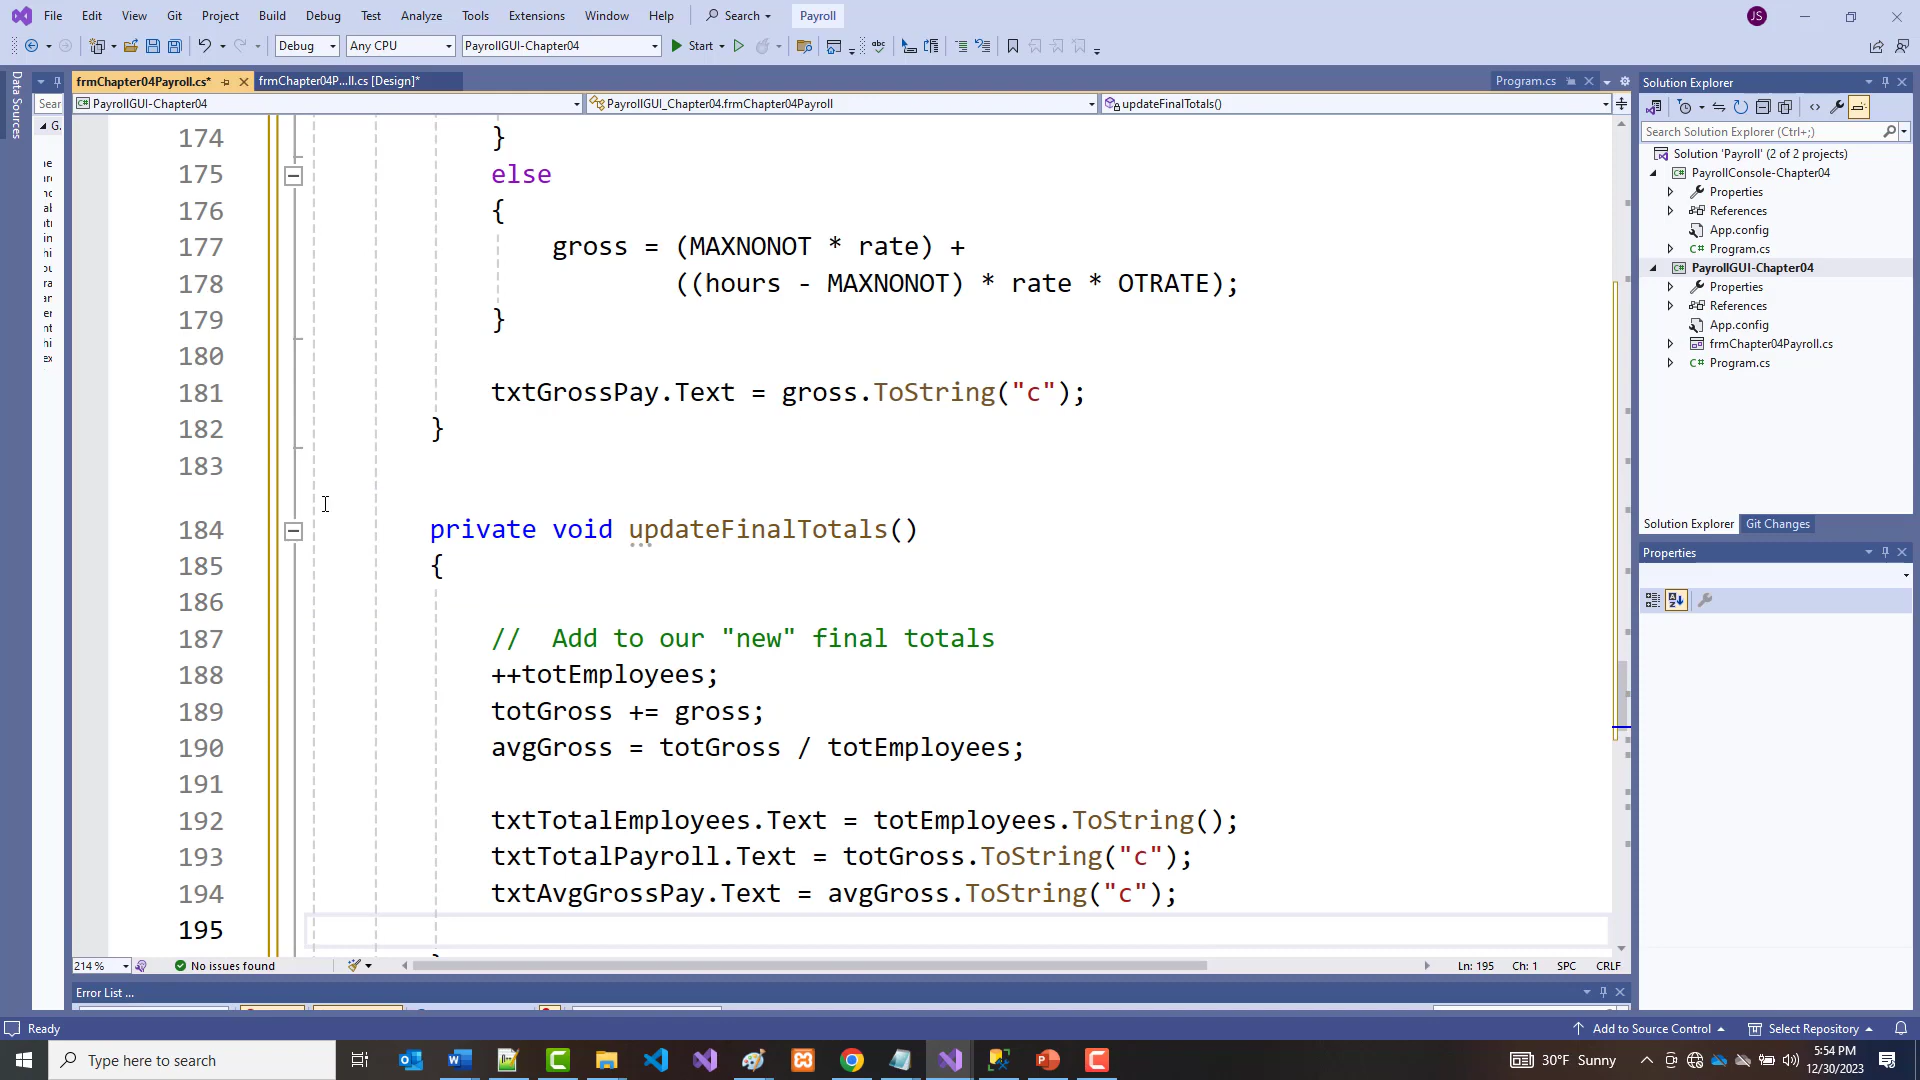 File Edit View Git Project Build Debug Test Analyze Tools Extensions Window Help Search Payroll JS
Debug Any CPU PayrollGUI-Chapter04 Start
frmChapter04Payroll.cs* frmChapter04P...ll.cs [Design]* Program.cs
PayrollGUI-Chapter04 PayrollGUI_Chapter04.frmChapter04Payroll updateFinalTotals()
Data Sources
Sear
G.
174 }
175 else
176 {
177 gross = (MAXNONOT * rate) +
178 ((hours - MAXNONOT) * rate * OTRATE);
179 }
180
181 txtGrossPay.Text = gross.ToString("c");
182 }
183
184 private void updateFinalTotals()
185 {
186
187 // Add to our "new" final totals
188 ++totEmployees;
189 totGross += gross;
190 avgGross = totGross / totEmployees;
191
192 txtTotalEmployees.Text = totEmployees.ToString();
193 txtTotalPayroll.Text = totGross.ToString("c");
194 txtAvgGrossPay.Text = avgGross.ToString("c");
195
214 % No issues found Ln: 195 Ch: 1 SPC CRLF
Error List ...
Solution Explorer
Search Solution Explorer (Ctrl+;)
Solution 'Payroll' (2 of 2 projects)
PayrollConsole-Chapter04
Properties
References
App.config
C# Program.cs
PayrollGUI-Chapter04
Properties
References
App.config
frmChapter04Payroll.cs
C# Program.cs
Solution Explorer Git Changes
Properties
Ready Add to Source Control Select Repository
Type here to search 30°F Sunny 5:54 PM
12/30/2023